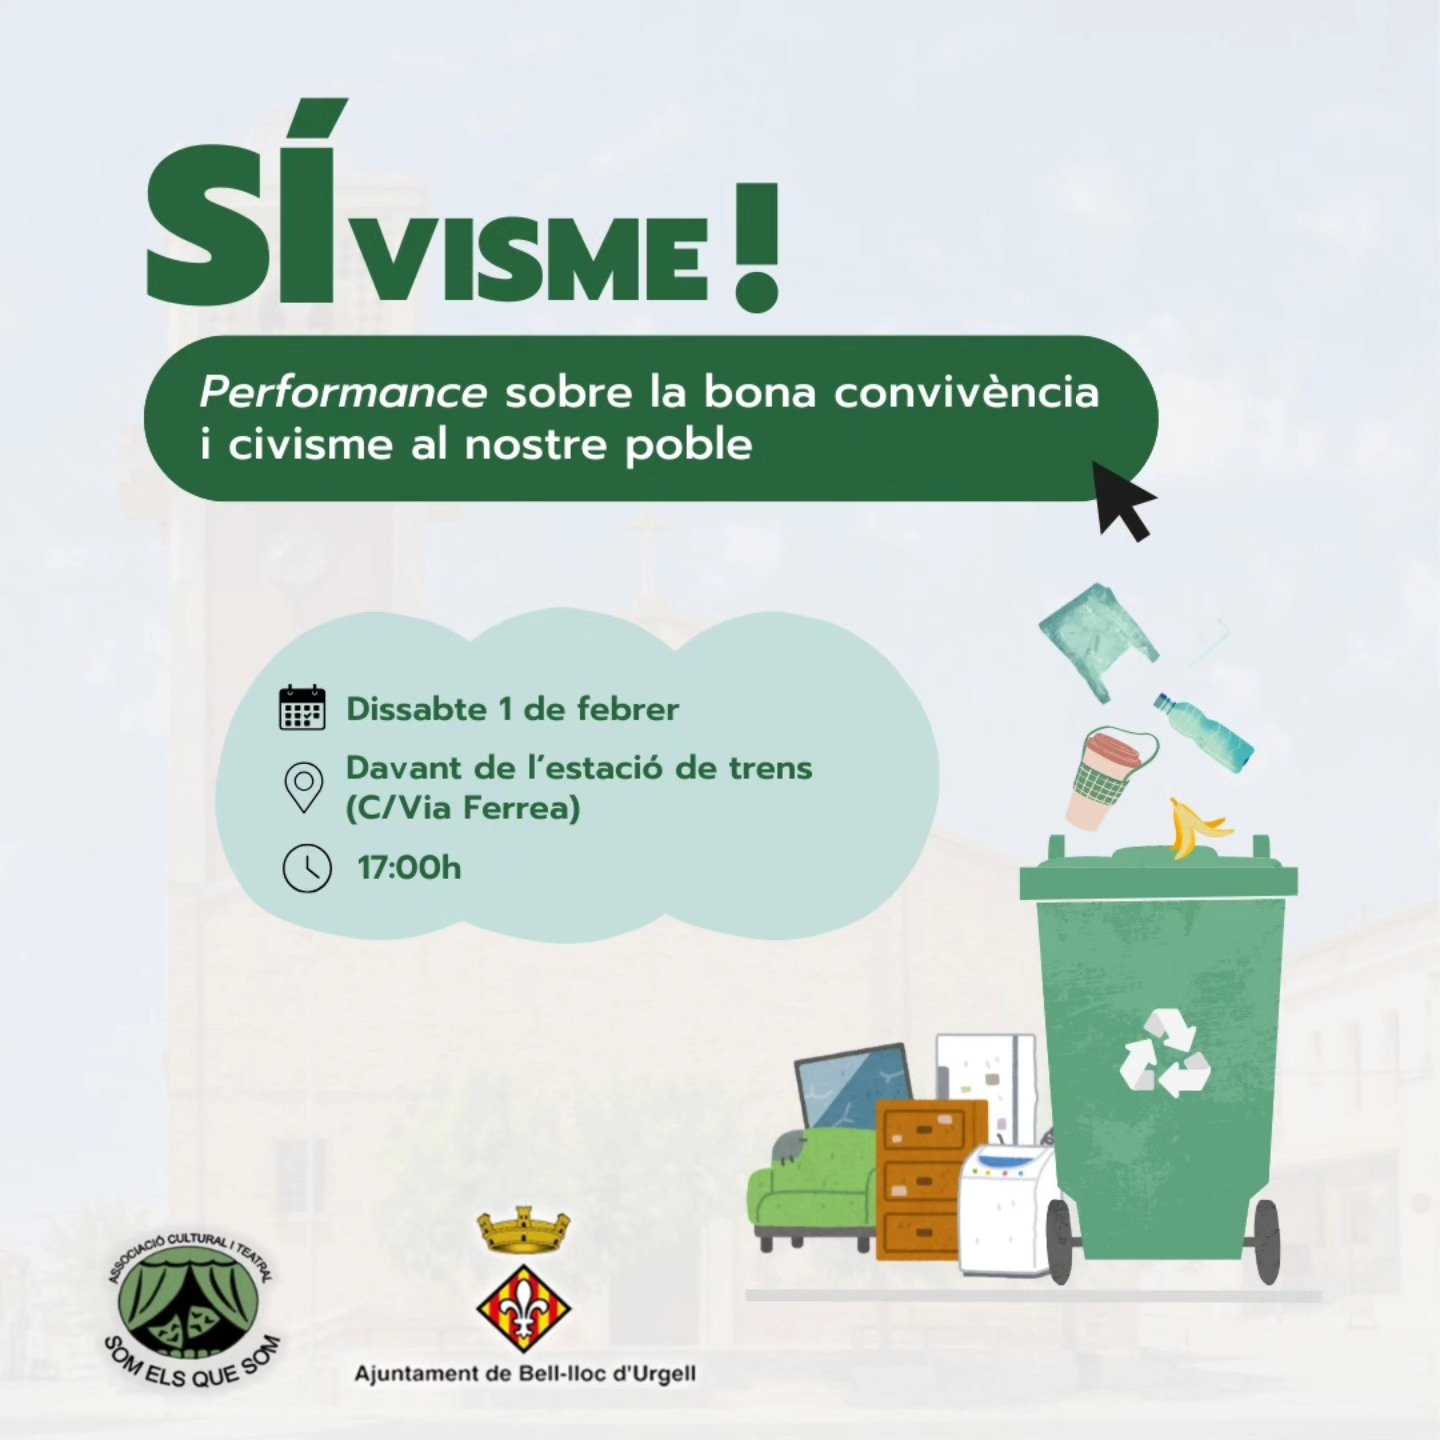 SÍVISME!
Performance sobre la bona convivència
i civisme al nostre poble
Dissabte 1 de febrer
Davant de l’estació de trens
(C/Via Ferrea)
17:00h
ASSOCIACIÓ CULTURAL I TEATRAL
SOM ELS QUE SOM
Ajuntament de Bell-lloc d'Urgell